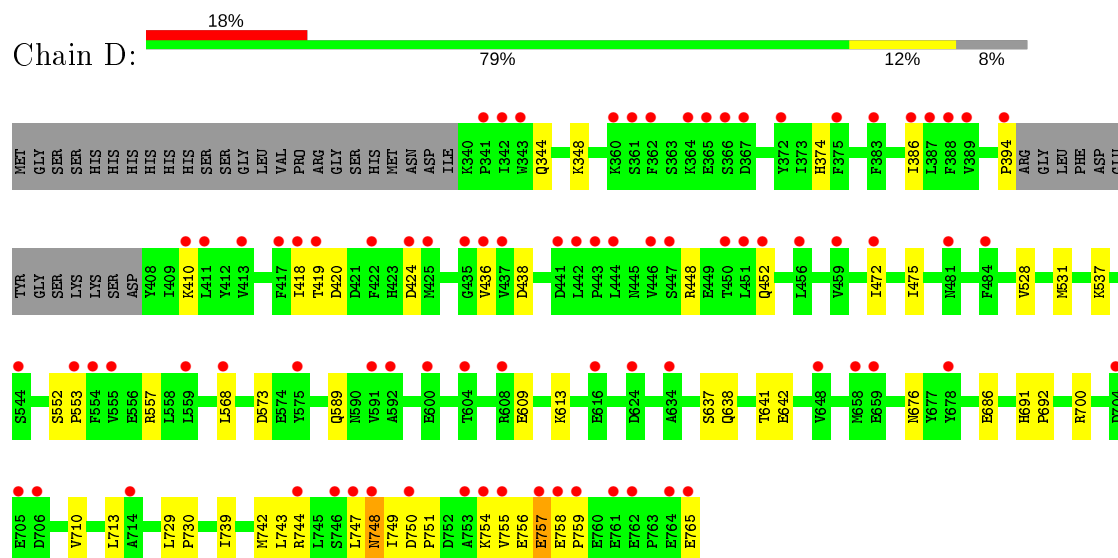 18%
Chain D:
79% 12% 8%
MET GLY SER SER HIS HIS HIS HIS HIS HIS SER SER GLY LEU VAL PRO ARG GLY SER HIS MET ASN ASP ILE K340 P341 I342 W343 Q344 K348 K360 S361 F362 S363 K364 E365 S366 D367 Y372 I373 H374 F375 F383 I386 L387 F388 V389 P394 ARG GLY LEU PHE ASP GLU
TYR GLY SER LYS LYS SER ASP Y408 I409 K410 L411 Y412 V413 F417 I418 T419 D420 D421 F422 H423 D424 M425 G435 V436 V437 D438 D441 L442 P443 L444 N445 V446 S447 R448 E449 T450 L451 Q452 L456 V459 I472 I475 N481 F484 V528 M531 K537
S544 S552 P553 F554 V555 E556 R557 L558 L559 L568 D573 E574 Y575 Q589 N590 V591 A592 E600 T604 R608 E609 K613 E616 D624 A634 S637 Q638 T641 E642 V648 M658 E659 N676 Y677 Y678 E686 H691 P692 R700
E705 D706 V710 L713 A714 L729 P730 I739 M742 L743 R744 L745 S746 L747 N748 I749 D750 P751 D752 A753 K754 V755 E756 E757 E758 P759 E760 E761 E762 P763 E764 E765